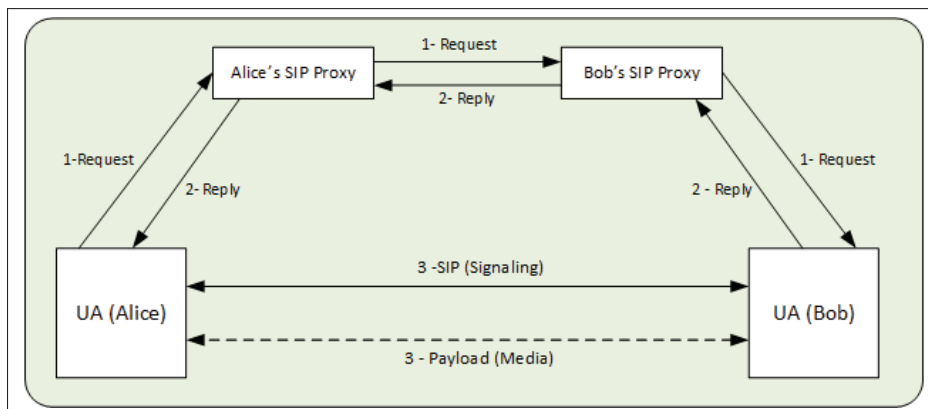 1- Request
Alice's SIP Proxy
Bob's SIP Proxy
2- Reply
1-Request
1- Request
2- Reply
2 - Reply
3 -SIP (Signaling)
UA (Alice)
UA (Bob)
3 - Payload (Media)